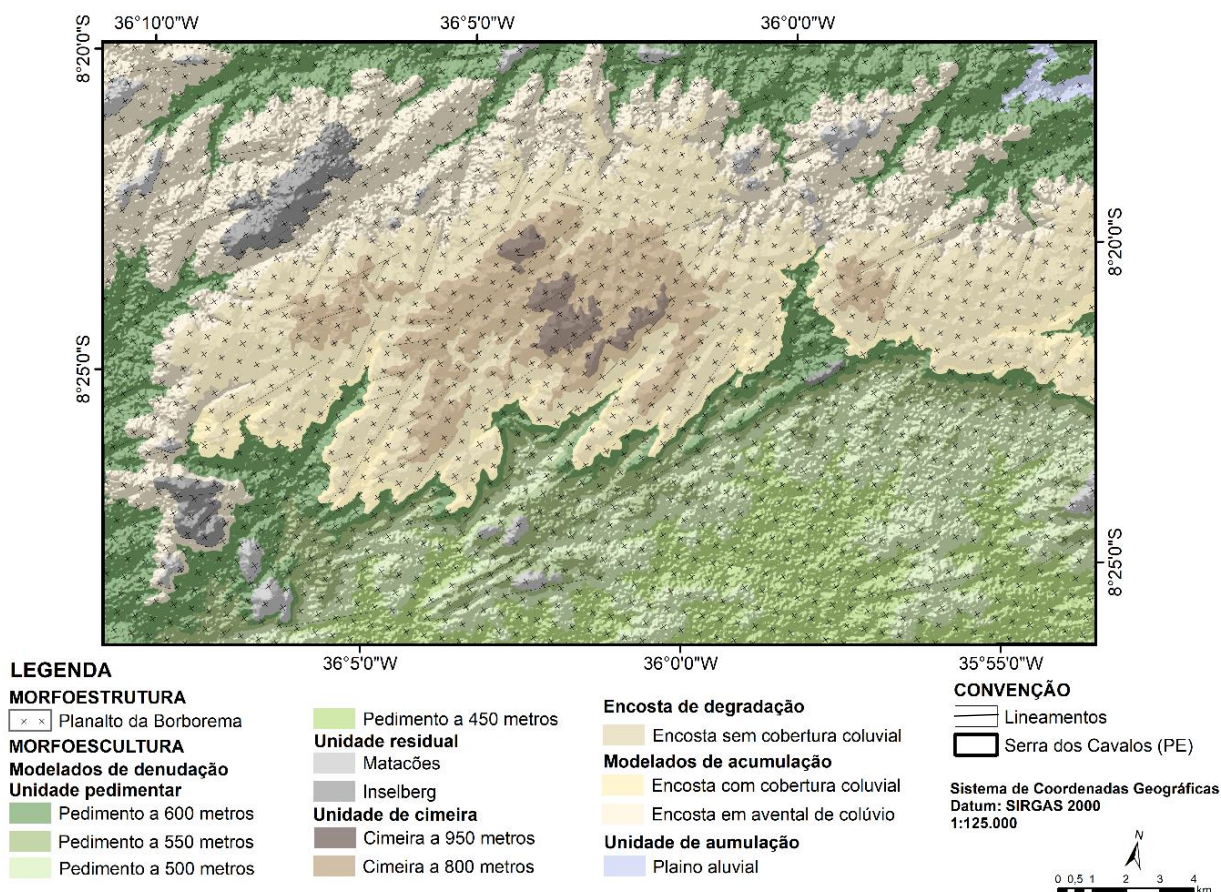 36°10'0"W 36°5'0"W 36°0'0"W
8°20'0"S
8°20'0"S
8°25'0"S
8°25'0"S
36°5'0"W 36°0'0"W 35°55'0"W
LEGENDA
MORFOESTRUTURA
Planalto da Borborema
MORFOESCULTURA
Modelados de denudação
Unidade pedimentar
Pedimento a 600 metros
Pedimento a 550 metros
Pedimento a 500 metros
Pedimento a 450 metros
Unidade residual
Matacões
Inselberg
Unidade de cimeira
Cimeira a 950 metros
Cimeira a 800 metros
Encosta de degradação
Encosta sem cobertura coluvial
Modelados de acumulação
Encosta com cobertura coluvial
Encosta em avental de colúvio
Unidade de aumulação
Plaino aluvial
CONVENÇÃO
Lineamentos
Serra dos Cavalos (PE)
Sistema de Coordenadas Geográficas
Datum: SIRGAS 2000
1:125.000
N
0 0,5 1 2 3 4
km